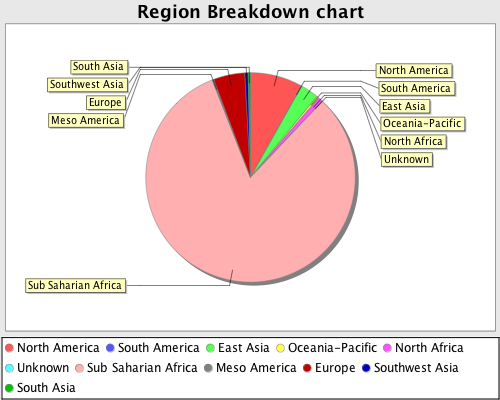 Region Breakdown chart
South Asia
North America
Southwest Asia
South America
Europe
East Asia
Meso America
Oceania-Pacific
North Africa
Unknown
Sub Saharian Africa
North America South America East Asia Oceania-Pacific North Africa
Unknown Sub Saharian Africa Meso America Europe Southwest Asia
South Asia